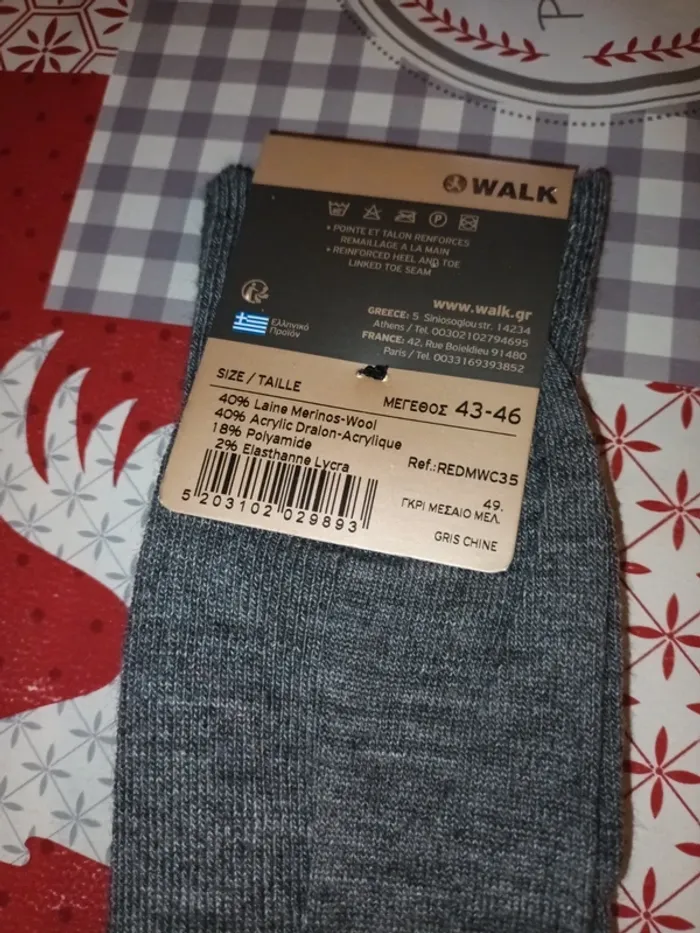 WALK
• POINTE ET TALON RENFORCES
REMAILLAGE A LA MAIN
• REINFORCED HEEL AND TOE
LINKED TOE SEAM
www.walk.gr
GREECE: 5 Siniosoglou str. 14234
Athens / Tel. 00302102794695
FRANCE: 42, Rue Boieldieu 91480
Paris / Tel. 0033169393852
Ελληνικό
Προϊόν
SIZE / TAILLE
ΜΕΓΕΘΟΣ 43-46
40% Laine Merinos-Wool
40% Acrylic Dralon-Acrylique
18% Polyamide
2% Elasthanne Lycra
Ref.:REDMWC35
5 203102 029893
49.
ΓΚΡΙ ΜΕΣΑΙΟ ΜΕΛ.
GRIS CHINE